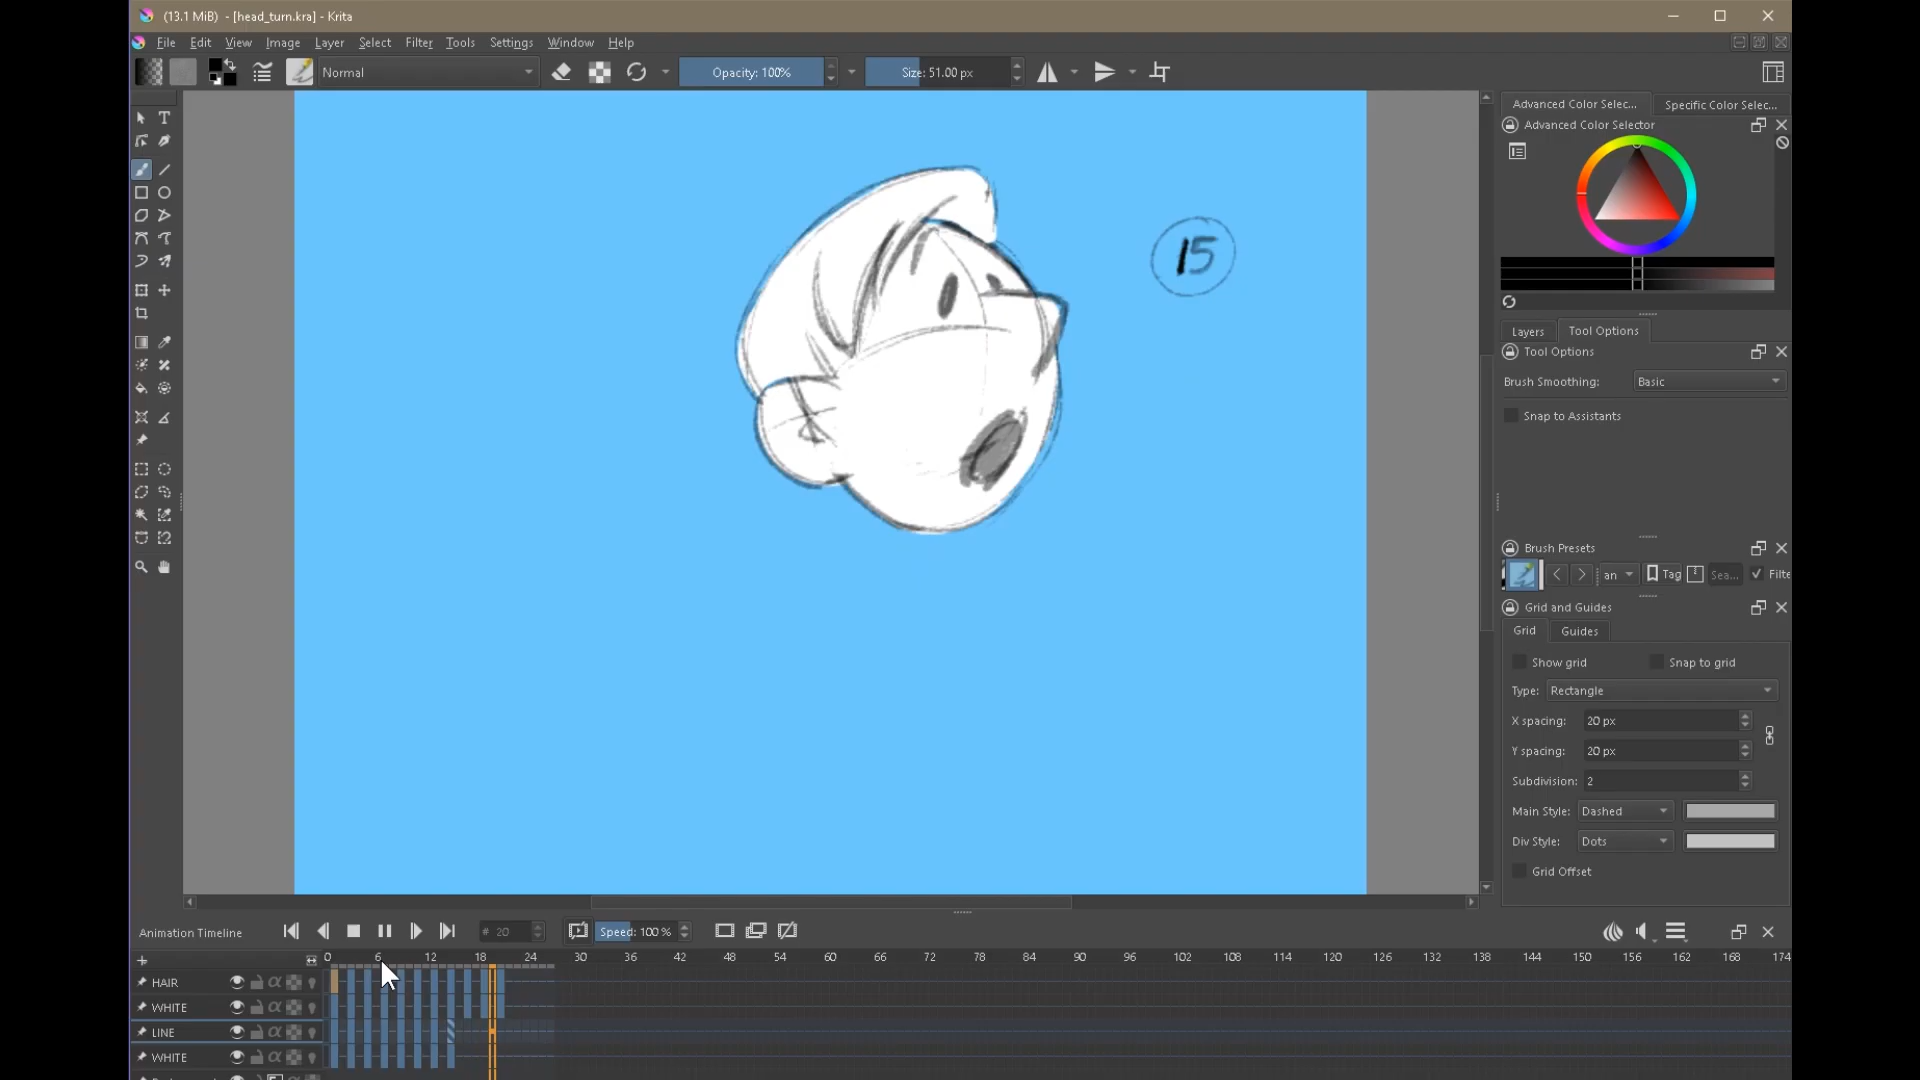 (13.1 MiB) - [head_turn.kra] - Krita
File Edit View Image Layer Select Filter Tools Settings Window Help
Normal Opacity: 100% Size: 51.00 px
Advanced Color Selec... Specific Color Selec...
Advanced Color Selector
15
Layers Tool Options
Tool Options
Brush Smoothing: Basic
Snap to Assistants
Brush Presets
an Tag Sea... Filte
Grid and Guides
Grid Guides
Show grid Snap to grid
Type: Rectangle
X spacing: 20 px
Y spacing: 20 px
Subdivision: 2
Main Style: Dashed
Div Style: Dots
Grid Offset
Animation Timeline # 20 Speed: 100 %
0 6 12 18 24 30 36 42 48 54 60 66 72 78 84 90 96 102 108 114 120 126 132 138 144 150 156 162 168 174
HAIR
WHITE
LINE
WHITE